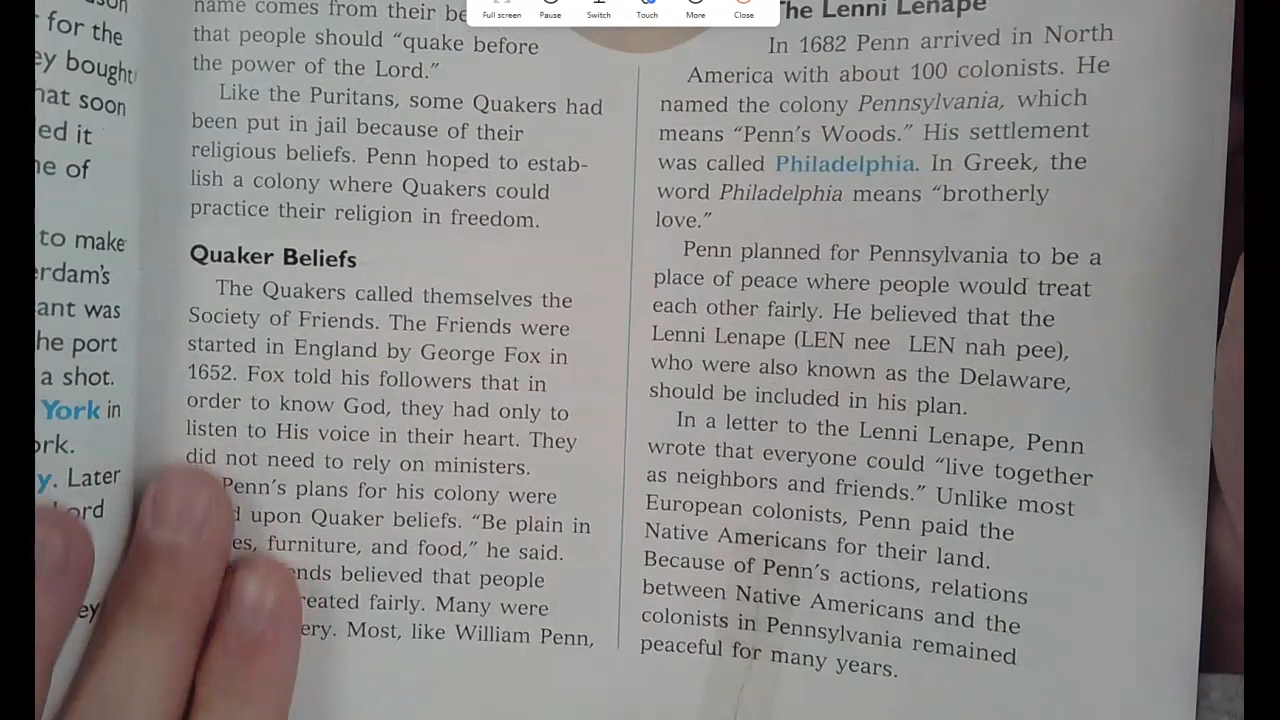 for the
bought
soon
ed it
of
to make
ant was
port
a shot.
York in
Later
name comes from their
that people should “quake before
the power of the Lord.”
Like the Puritans, some Quakers had
been put in jail because of their
religious beliefs. Penn hoped to estab-
lish a colony where Quakers could
practice their religion in freedom.
Quaker Beliefs
The Quakers called themselves the
Society of Friends. The Friends were
started in England by George Fox in
1652. Fox told his followers that in
order to know God, they had only to
listen to His voice in their heart. They
did not need to rely on ministers.
Penn’s plans for his colony were
upon Quaker beliefs. “Be plain in
furniture, and food,” he said.
believed that people
fairly. Many were
Most, like William Penn,
Full screen Pause Switch Touch More Close
The Lenni Lenape
In 1682 Penn arrived in North
America with about 100 colonists. He
named the colony Pennsylvania, which
means “Penn’s Woods.” His settlement
was called Philadelphia. In Greek, the
word Philadelphia means “brotherly
love.”
Penn planned for Pennsylvania to be a
place of peace where people would treat
each other fairly. He believed that the
Lenni Lenape (LEN nee LEN nah pee),
who were also known as the Delaware,
should be included in his plan.
In a letter to the Lenni Lenape, Penn
wrote that everyone could “live together
as neighbors and friends.” Unlike most
European colonists, Penn paid the
Native Americans for their land.
Because of Penn’s actions, relations
between Native Americans and the
colonists in Pennsylvania remained
peaceful for many years.